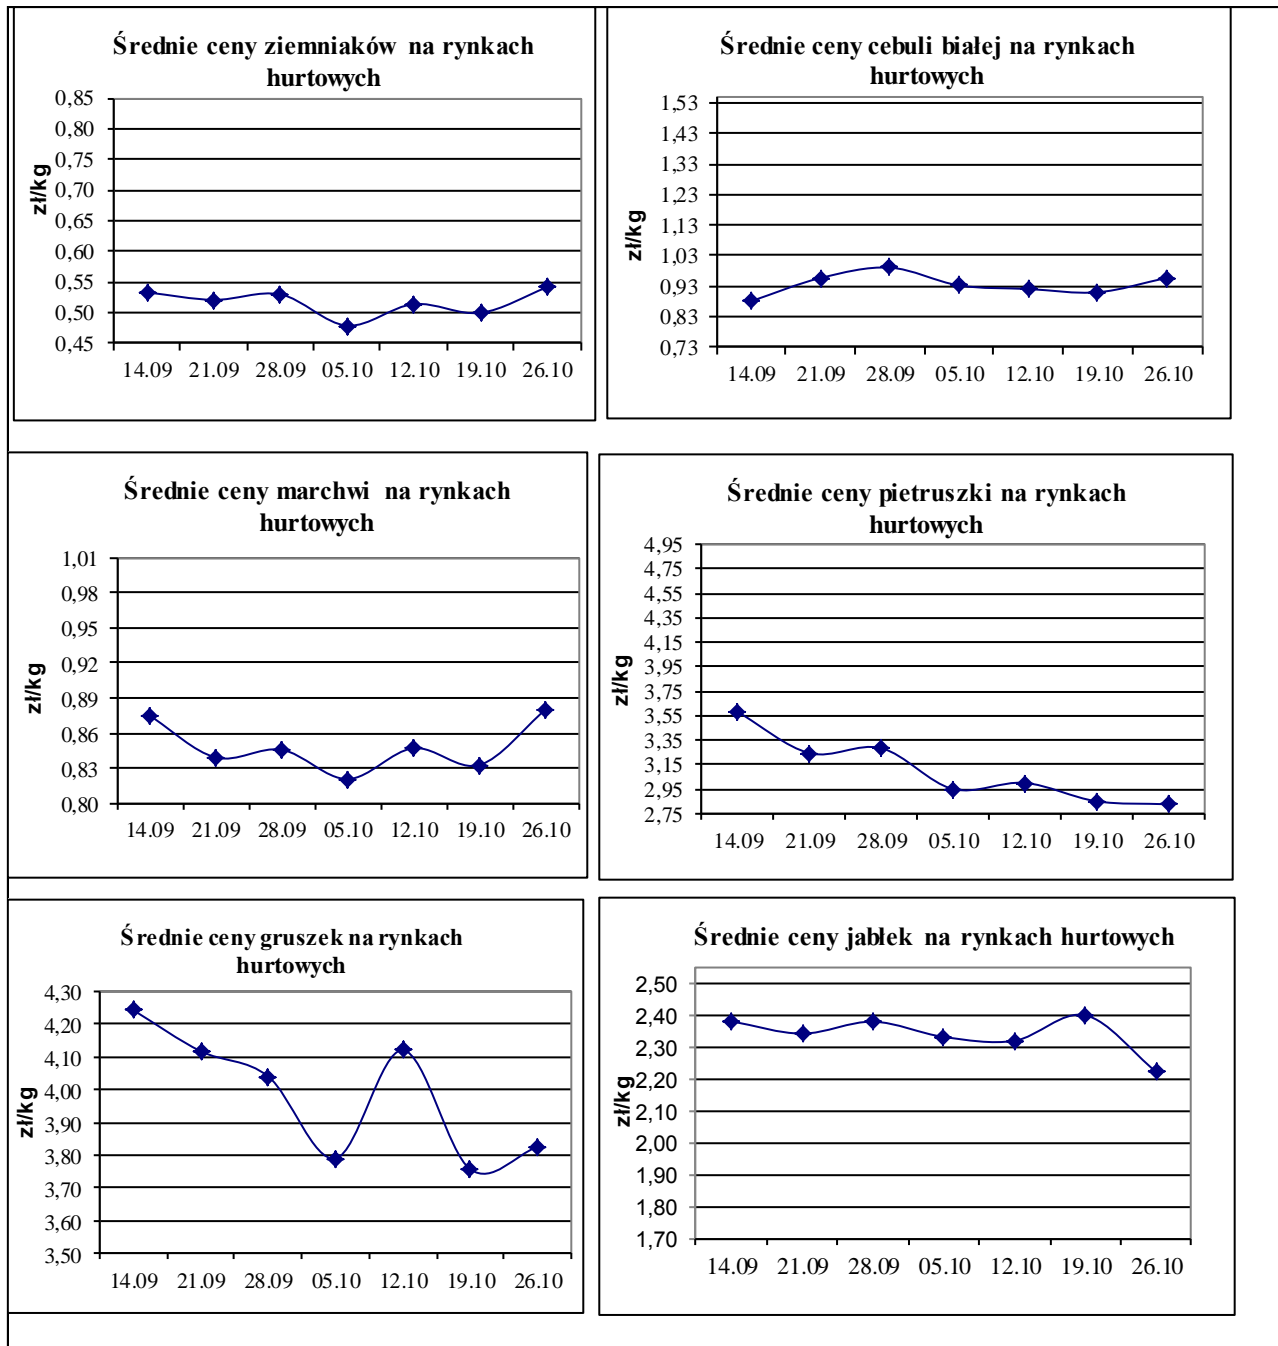 Średnie ceny ziemniaków na rynkach
hurtowych
zł/kg
0,85
0,80
0,75
0,70
0,65
0,60
0,55
0,50
0,45
14.09 21.09 28.09 05.10 12.10 19.10 26.10
Średnie ceny cebuli białej na rynkach
hurtowych
zł/kg
1,53
1,43
1,33
1,23
1,13
1,03
0,93
0,83
0,73
14.09 21.09 28.09 05.10 12.10 19.10 26.10
Średnie ceny marchwi na rynkach
hurtowych
zł/kg
1,01
0,98
0,95
0,92
0,89
0,86
0,83
0,80
14.09 21.09 28.09 05.10 12.10 19.10 26.10
Średnie ceny pietruszki na rynkach
hurtowych
zł/kg
4,95
4,75
4,55
4,35
4,15
3,95
3,75
3,55
3,35
3,15
2,95
2,75
14.09 21.09 28.09 05.10 12.10 19.10 26.10
Średnie ceny gruszek na rynkach
hurtowych
zł/kg
4,30
4,20
4,10
4,00
3,90
3,80
3,70
3,60
3,50
14.09 21.09 28.09 05.10 12.10 19.10 26.10
Średnie ceny jabłek na rynkach hurtowych
zł/kg
2,50
2,40
2,30
2,20
2,10
2,00
1,90
1,80
1,70
14.09 21.09 28.09 05.10 12.10 19.10 26.10